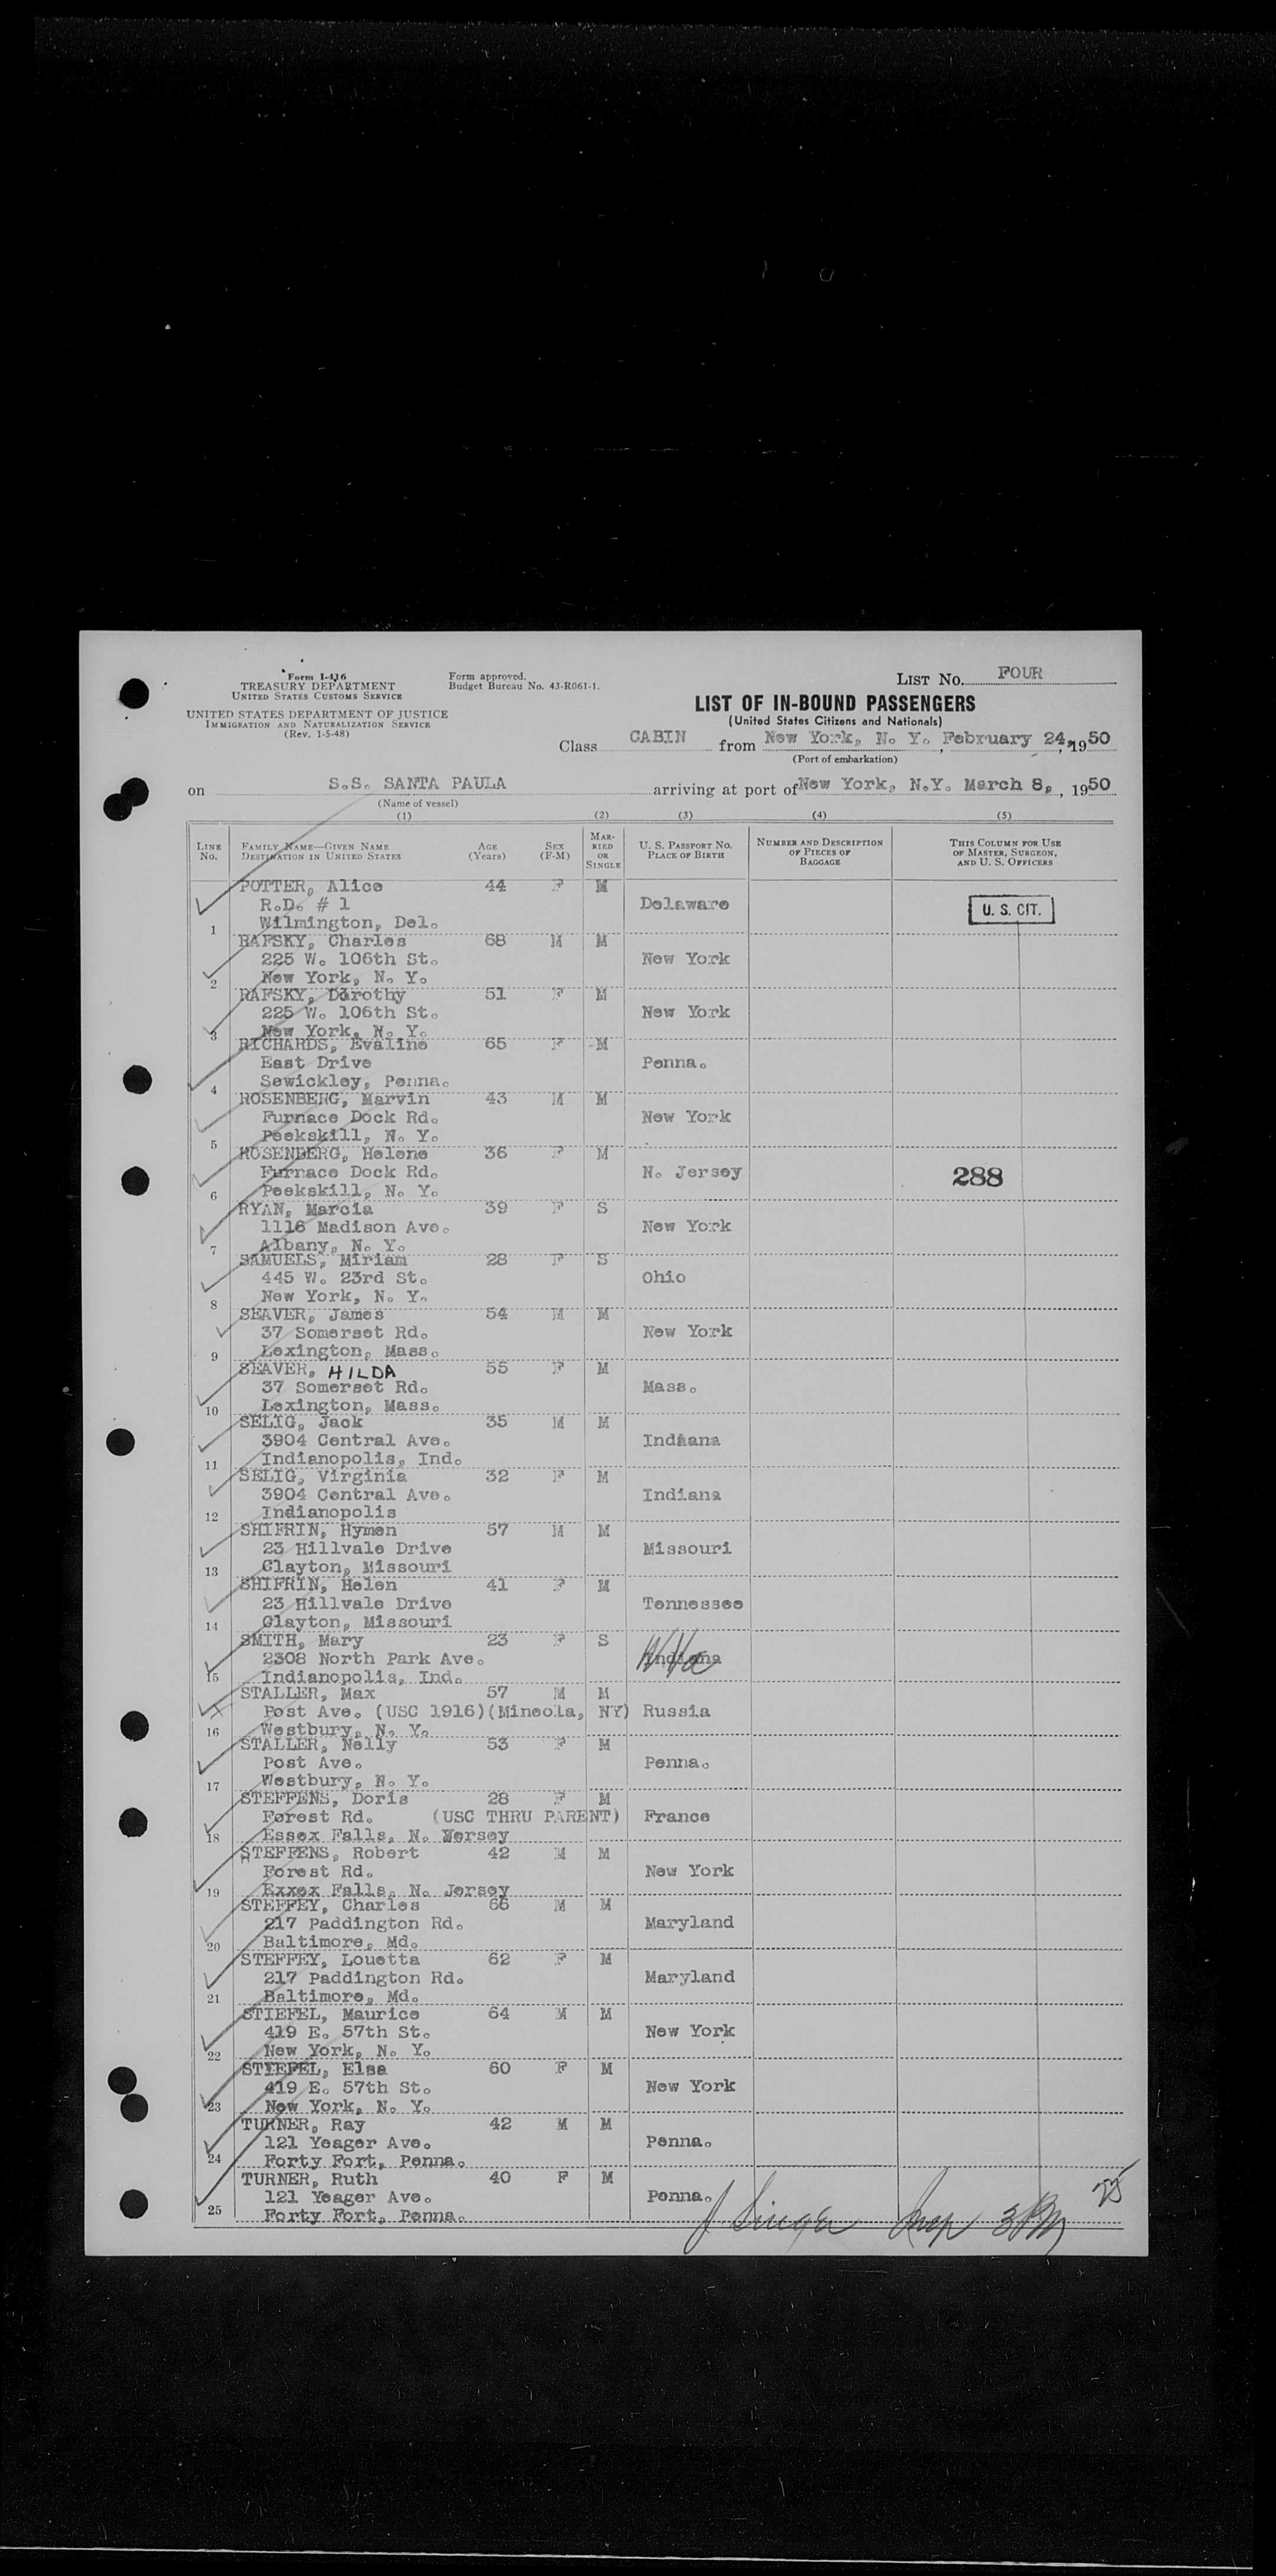 Form I-416
TREASURY DEPARTMENT
UNITED STATES CUSTOMS SERVICE
Form approved.
Budget Bureau No. 43-R061-1.
LIST No. FOUR
UNITED STATES DEPARTMENT OF JUSTICE
IMMIGRATION AND NATURALIZATION SERVICE
(Rev. 1-5-48)
LIST OF IN-BOUND PASSENGERS
(United States Citizens and Nationals)
Class CABIN from New York, N. Y. , February 24, , 1950
(Port of embarkation)
on S.S. SANTA PAULA arriving at port of New York, N.Y. March 8, , 1950
(Name of vessel)
(1) (2) (3) (4) (5)
LINE No. FAMILY NAME—GIVEN NAME DESTINATION IN UNITED STATES AGE (Years) SEX (F-M) MARRIED OR SINGLE U. S. PASSPORT No. PLACE OF BIRTH NUMBER AND DESCRIPTION OF PIECES OF BAGGAGE THIS COLUMN FOR USE OF MASTER, SURGEON, AND U. S. OFFICERS
POTTER, Alice 44 F M
R.D. # 1 Delaware U. S. CIT.
1 Wilmington, Del.
RAFSKY, Charles 68 M M
225 W. 106th St. New York
2 New York, N. Y.
RAFSKY, Dorothy 51 F M
225 W. 106th St. New York
3 New York, N. Y.
RICHARDS, Evaline 65 F M
East Drive Penna.
4 Sewickley, Penna.
ROSENBERG, Marvin 43 M M
Furnace Dock Rd. New York
5 Peekskill, N. Y.
ROSENBERG, Helene 36 F M
Furnace Dock Rd. N. Jersey 288
6 Peekskill, N. Y.
RYAN, Marcia 39 F S
1116 Madison Ave. New York
7 Albany, N. Y.
SAMUELS, Miriam 28 F S
445 W. 23rd St. Ohio
8 New York, N. Y.
SEAVER, James 54 M M
37 Somerset Rd. New York
9 Lexington, Mass.
SEAVER, HILDA 55 F M
37 Somerset Rd. Mass.
10 Lexington, Mass.
SELIG, Jack 35 M M
3904 Central Ave. Indiana
11 Indianopolis, Ind.
SELIG, Virginia 32 F M
3904 Central Ave. Indiana
12 Indianopolis
SHIFRIN, Hymen 57 M M
23 Hillvale Drive Missouri
13 Clayton, Missouri
SHIFRIN, Helen 41 F M
23 Hillvale Drive Tennessee
14 Clayton, Missouri
SMITH, Mary 23 F S
2308 North Park Ave. Indiana W Va
15 Indianopolis, Ind.
STALLER, Max 57 M M
Post Ave. (USC 1916)(Mineola, NY) Russia
16 Westbury, N. Y.
STALLER, Nelly 53 F M
Post Ave. Penna.
17 Westbury, N. Y.
STEFFENS, Doris 28 F M
Forest Rd. (USC THRU PARENT) France
18 Essex Falls, N. Nersey
STEFFENS, Robert 42 M M
Forest Rd. New York
19 Exxex Falls, N. Jersey
STEFFEY, Charles 66 M M
217 Paddington Rd. Maryland
20 Baltimore, Md.
STEFFEY, Louetta 62 F M
217 Paddington Rd. Maryland
21 Baltimore, Md.
STIEFEL, Maurice 64 M M
419 E. 57th St. New York
22 New York, N. Y.
STIEFEL, Elsa 60 F M
419 E. 57th St. New York
23 New York, N. Y.
TURNER, Ray 42 M M
121 Yeager Ave. Penna.
24 Forty Fort, Penna.
TURNER, Ruth 40 F M
121 Yeager Ave. Penna. 25
25 Forty Fort, Penna.
J Singer Insp 3 PM